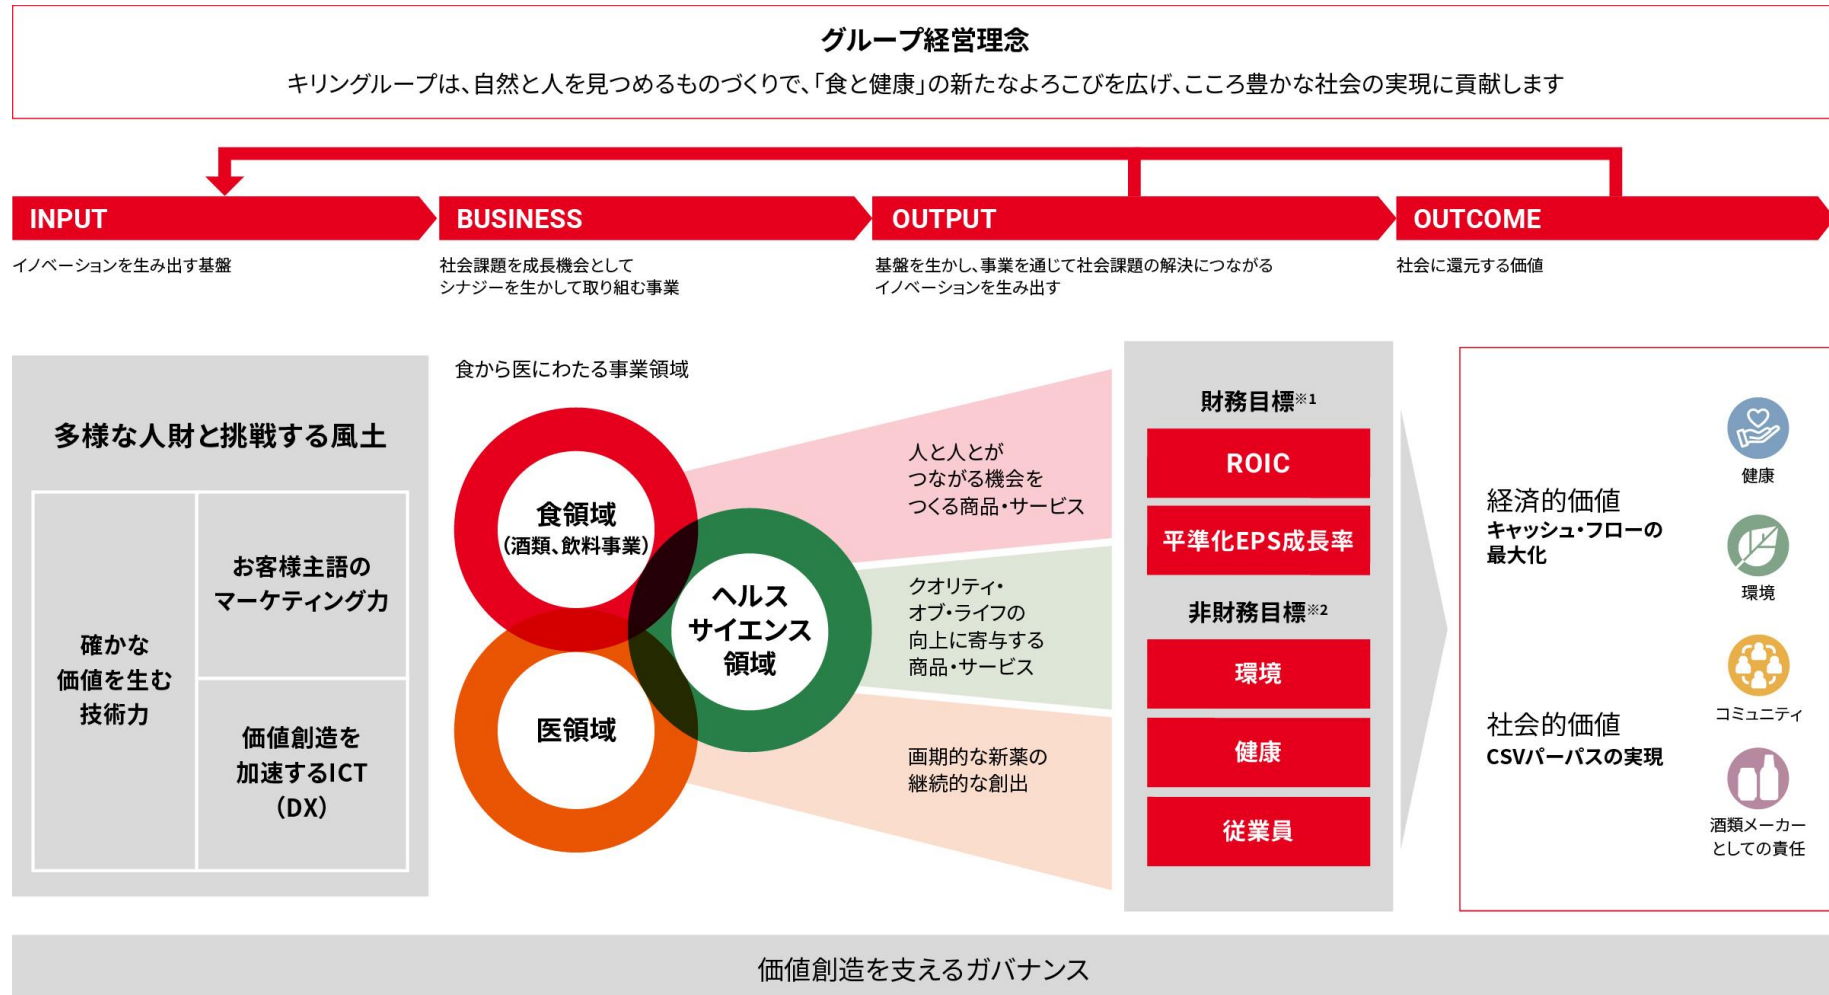 グループ経営理念
キリングループは、自然と人を見つめるものづくりで、「食と健康」の新たなよろこびを広げ、こころ豊かな社会の実現に貢献します
INPUT
BUSINESS
OUTPUT
OUTCOME
イノベーションを生み出す基盤
社会課題を成長機会として
シナジーを生かして取り組む事業
基盤を生かし、事業を通じて社会課題の解決につながる
イノベーションを生み出す
社会に還元する価値
多様な人財と挑戦する風土
確かな
価値を生む
技術力
お客様主語の
マーケティング力
価値創造を
加速するICT
（DX）
食から医にわたる事業領域
食領域
（酒類、飲料事業）
ヘルス
サイエンス
領域
医領域
人と人とが
つながる機会を
つくる商品・サービス
クオリティ・
オブ・ライフの
向上に寄与する
商品・サービス
画期的な新薬の
継続的な創出
財務目標※1
ROIC
平準化EPS成長率
非財務目標※2
環境
健康
従業員
経済的価値
キャッシュ・フローの
最大化
社会的価値
CSVパーパスの実現
健康
環境
コミュニティ
酒類メーカー
としての責任
価値創造を支えるガバナンス